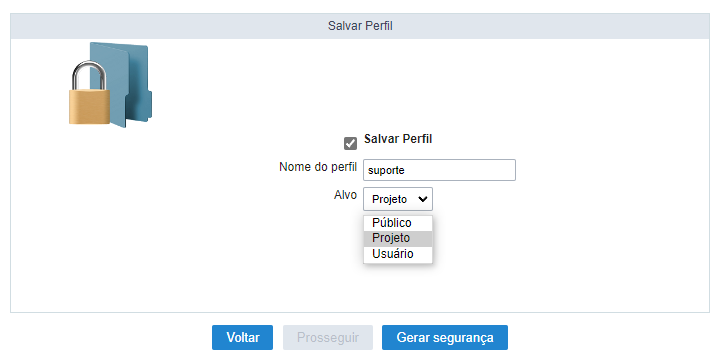 Salvar Perfil
Salvar Perfil
Nome do perfil suporte
Alvo Projeto
Público
Projeto
Usuário
Voltar Prosseguir Gerar segurança